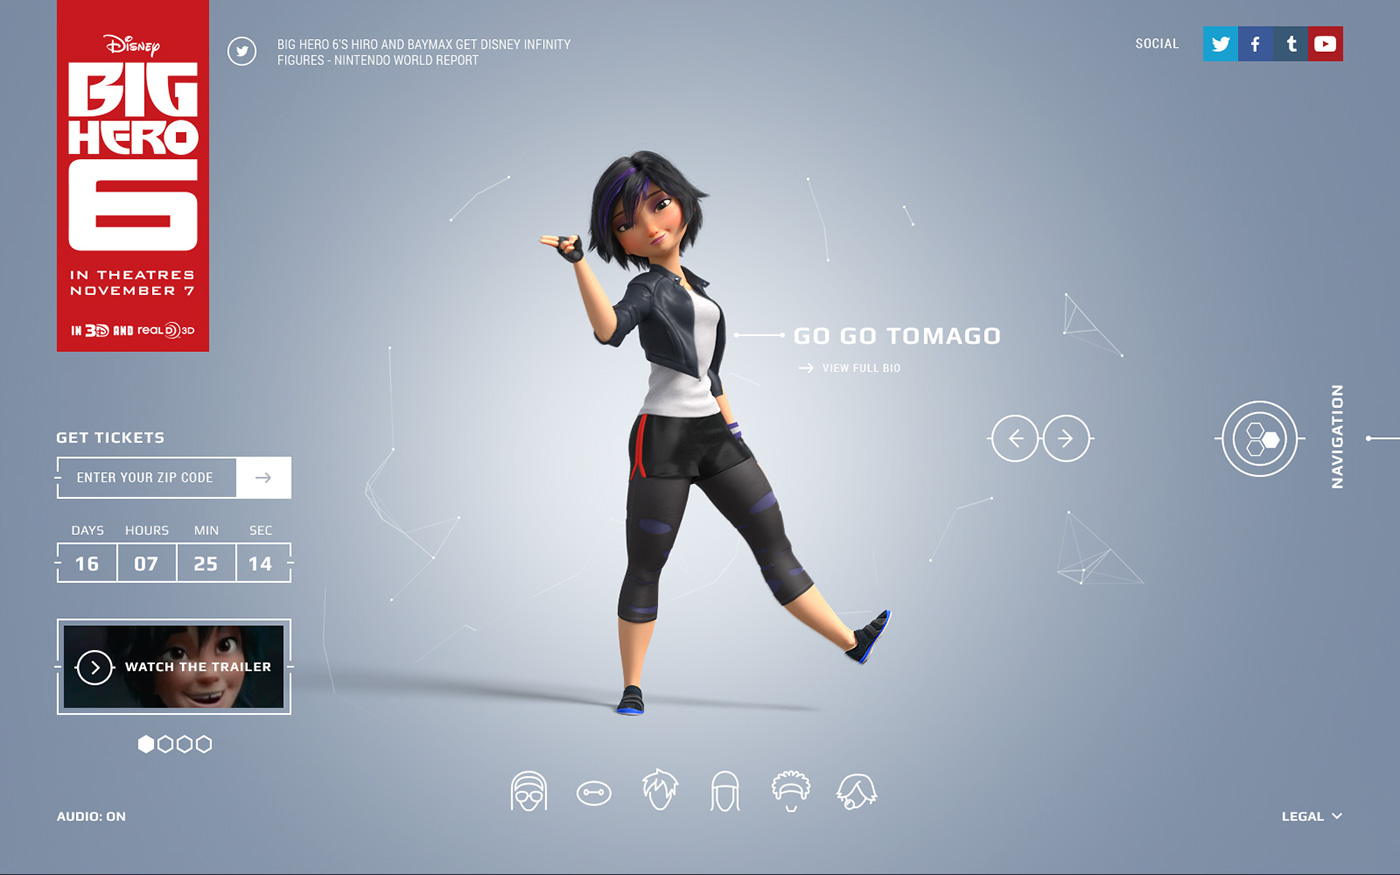 Disney
BIG
HERO
6
IN THEATRES
NOVEMBER 7
IN 3D AND REAL D 3D
BIG HERO 6'S HIRO AND BAYMAX GET DISNEY INFINITY
FIGURES - NINTENDO WORLD REPORT
SOCIAL
GO GO TOMAGO
VIEW FULL BIO
NAVIGATION
GET TICKETS
ENTER YOUR ZIP CODE
DAYS HOURS MIN SEC
16 07 25 14
WATCH THE TRAILER
AUDIO: ON
LEGAL